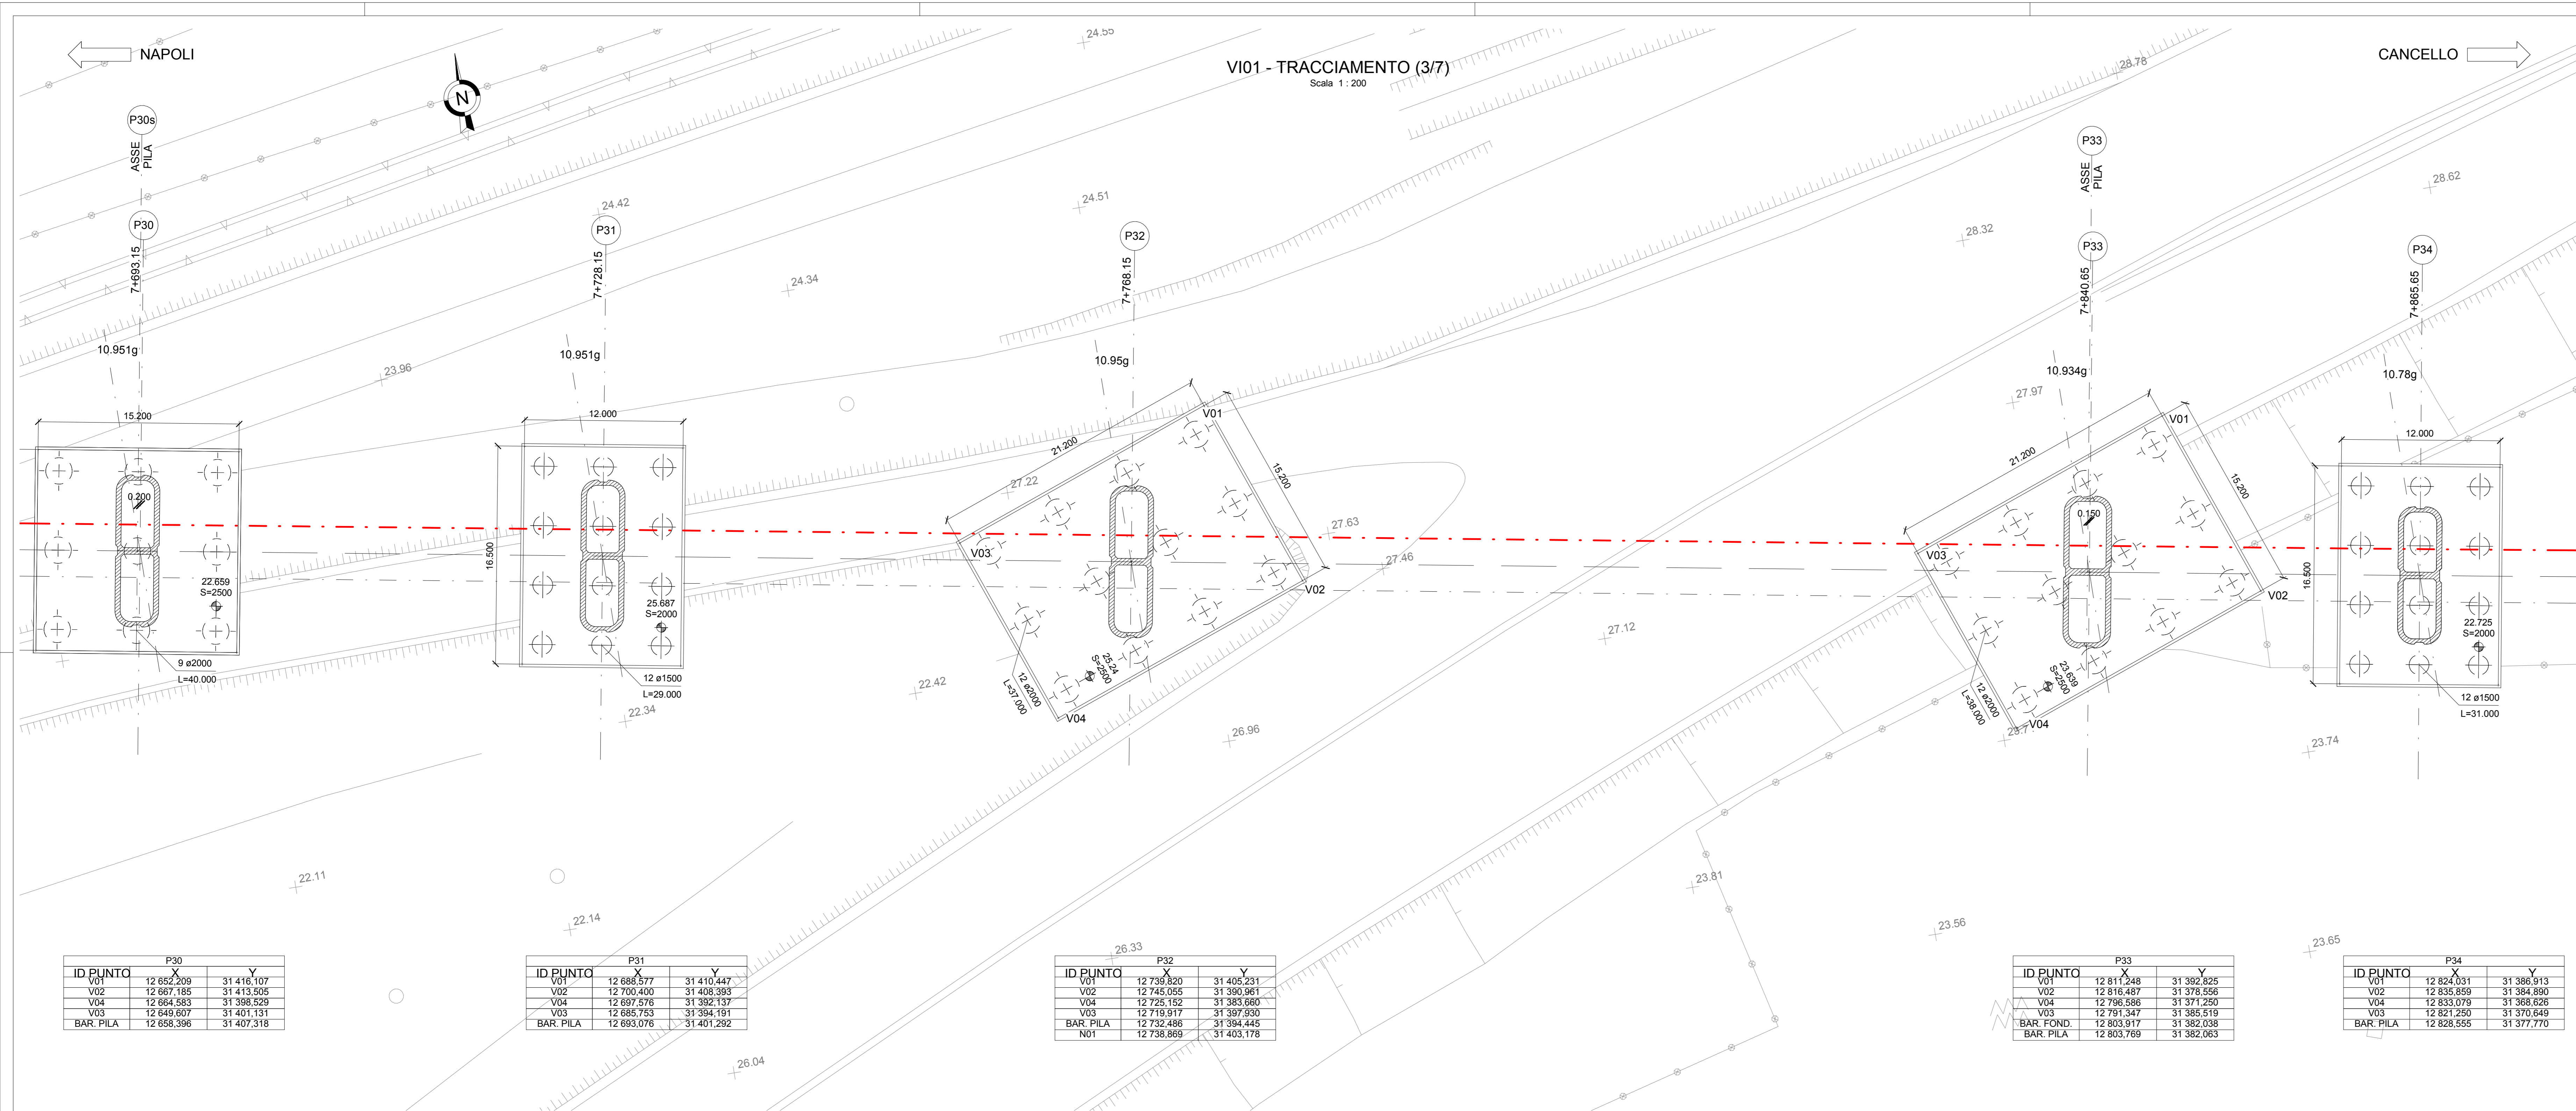 NAPOLI
VI01 - TRACCIAMENTO (3/7)
Scala 1 : 200
CANCELLO
N
24.55
28.78
P30s
ASSE
PILA
P33
ASSE
PILA
28.62
24.42
24.51
28.32
P30
7+693.15
P31
7+728.15
P32
7+768.15
P33
7+840.65
P34
7+865.65
24.34
10.951g
10.951g
10.95g
10.934g
10.78g
23.96
27.97
15.200
12.000
21.200
15.200
21.200
15.200
12.000
V01
V01
27.22
0.200
0.150
27.63
27.46
16.500
16.500
V03
V02
V03
V02
22.659
S=2500
25.687
S=2000
25.24
S=2500
23.639
S=2500
22.725
S=2000
27.12
9 ø2000
L=40.000
12 ø1500
L=29.000
12 ø2000
L=37.000
12 ø2000
L=38.000
12 ø1500
L=31.000
22.42
22.34
V04
V04
26.96
23.7
23.74
22.11
23.81
22.14
23.56
26.33
23.65
26.04
P30
ID PUNTO X Y
V01 12 652,209 31 416,107
V02 12 667,185 31 413,505
V04 12 664,583 31 398,529
V03 12 649,607 31 401,131
BAR. PILA 12 658,396 31 407,318
P31
ID PUNTO X Y
V01 12 688,577 31 410,447
V02 12 700,400 31 408,393
V04 12 697,576 31 392,137
V03 12 685,753 31 394,191
BAR. PILA 12 693,076 31 401,292
P32
ID PUNTO X Y
V01 12 739,820 31 405,231
V02 12 745,055 31 390,961
V04 12 725,152 31 383,660
V03 12 719,917 31 397,930
BAR. PILA 12 732,486 31 394,445
N01 12 738,869 31 403,178
P33
ID PUNTO X Y
V01 12 811,248 31 392,825
V02 12 816,487 31 378,556
V04 12 796,586 31 371,250
V03 12 791,347 31 385,519
BAR. FOND. 12 803,917 31 382,038
BAR. PILA 12 803,769 31 382,063
P34
ID PUNTO X Y
V01 12 824,031 31 386,913
V02 12 835,859 31 384,890
V04 12 833,079 31 368,626
V03 12 821,250 31 370,649
BAR. PILA 12 828,555 31 377,770